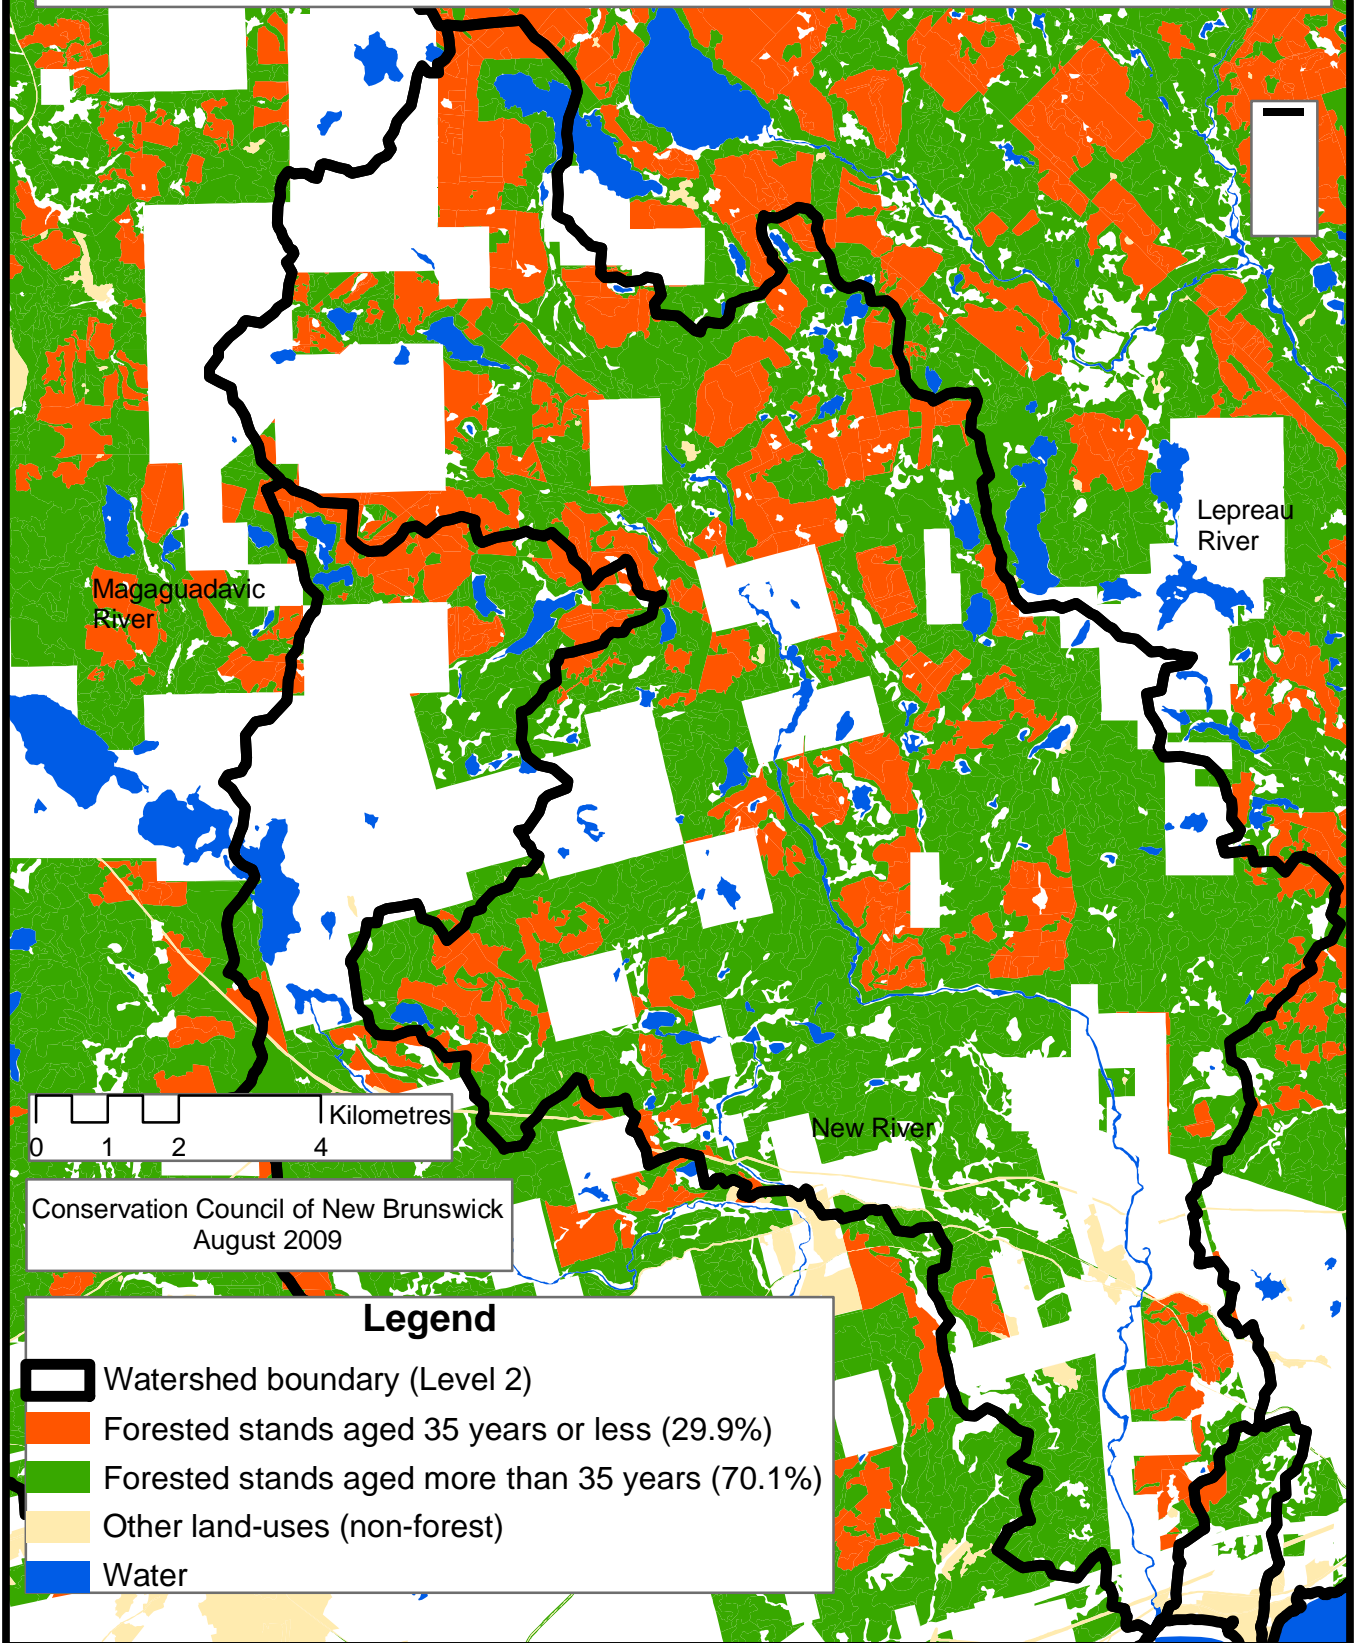 Lepreau
River
Magaguadavic
River
New River
Kilometres
0 1 2 4
Conservation Council of New Brunswick
August 2009
Legend
Watershed boundary (Level 2)
Forested stands aged 35 years or less (29.9%)
Forested stands aged more than 35 years (70.1%)
Other land-uses (non-forest)
Water